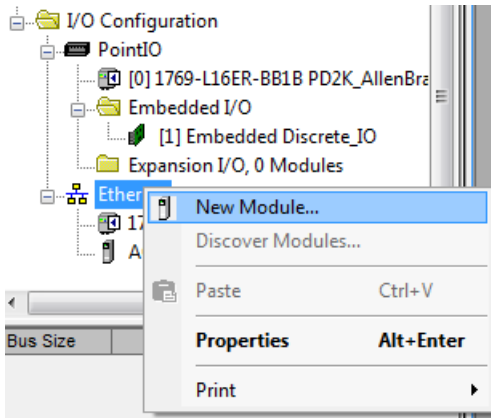 I/O Configuration
PointIO
[0] 1769-L16ER-BB1B PD2K_AllenBra
Embedded I/O
[1] Embedded Discrete_IO
Expansion I/O, 0 Modules
Ether
New Module...
17
Discover Modules...
A
Paste Ctrl+V
Bus Size
Properties Alt+Enter
Print